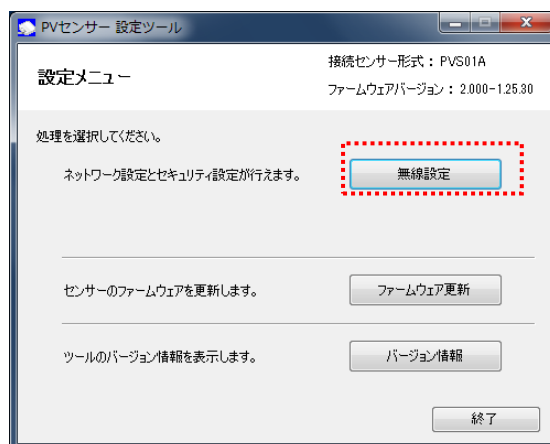 PVセンサー 設定ツール
設定メニュー
接続センサー形式： PVS01A
ファームウェアバージョン： 2.000-1.25.30
処理を選択してください。
ネットワーク設定とセキュリティ設定が行えます。
無線設定
センサーのファームウェアを更新します。
ファームウェア更新
ツールのバージョン情報を表示します。
バージョン情報
終了